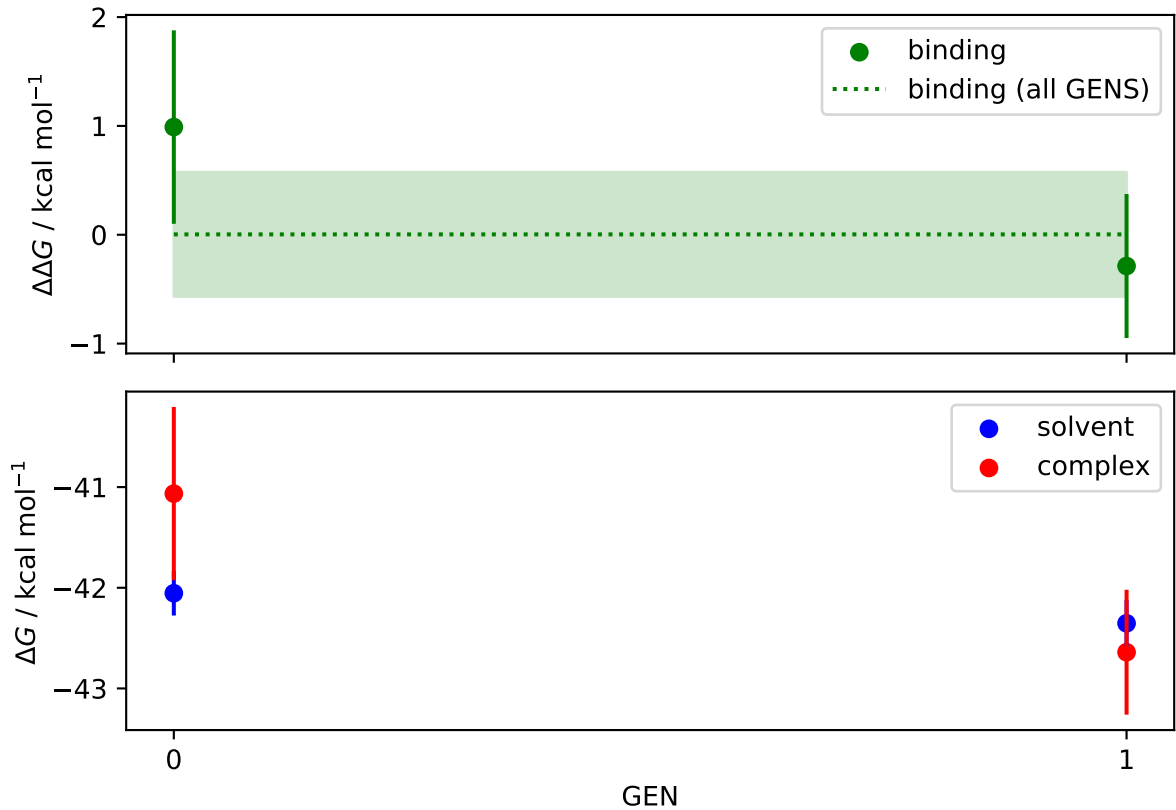 2
1
0
−1
ΔΔG / kcal mol⁻¹
binding
binding (all GENS)
−41
−42
−43
ΔG / kcal mol⁻¹
solvent
complex
0
1
GEN